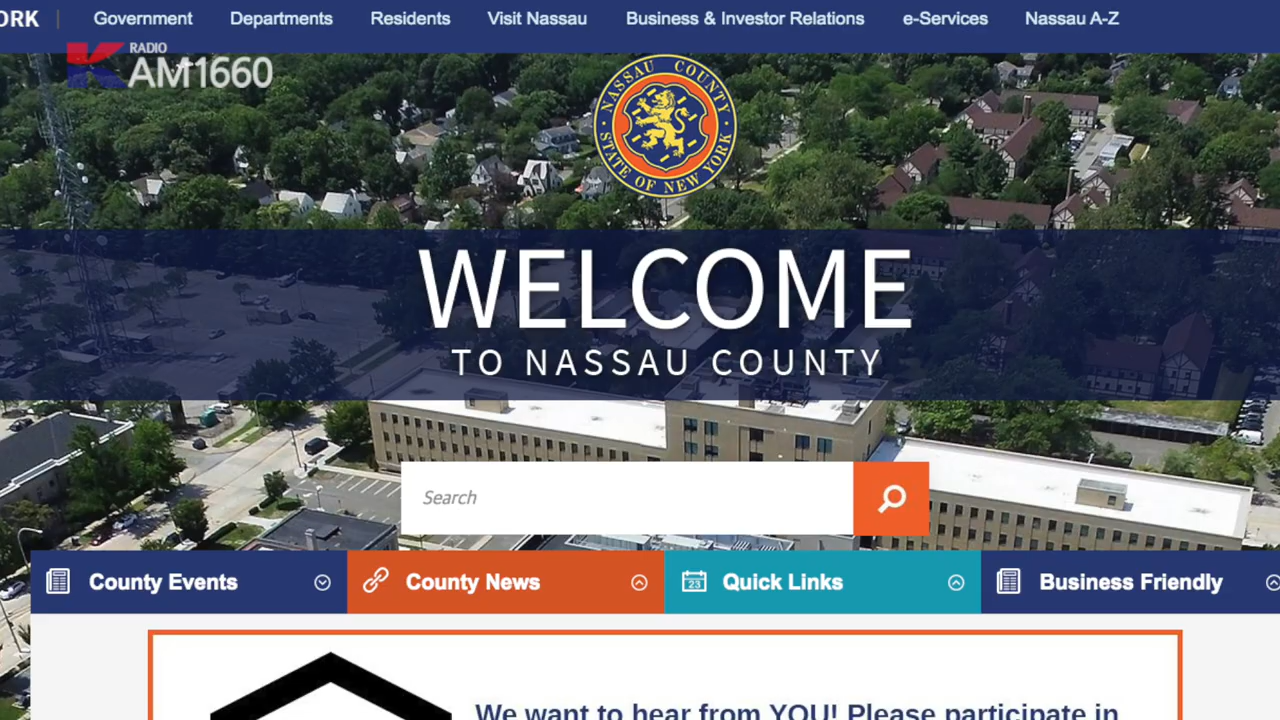 ORK | Government Departments Residents Visit Nassau Business & Investor Relations e-Services Nassau A-Z
K RADIO
AM1660
NASSAU COUNTY
STATE OF NEW YORK
WELCOME
TO NASSAU COUNTY
Search
23
County Events County News Quick Links Business Friendly
We want to hear from YOU! Please participate in